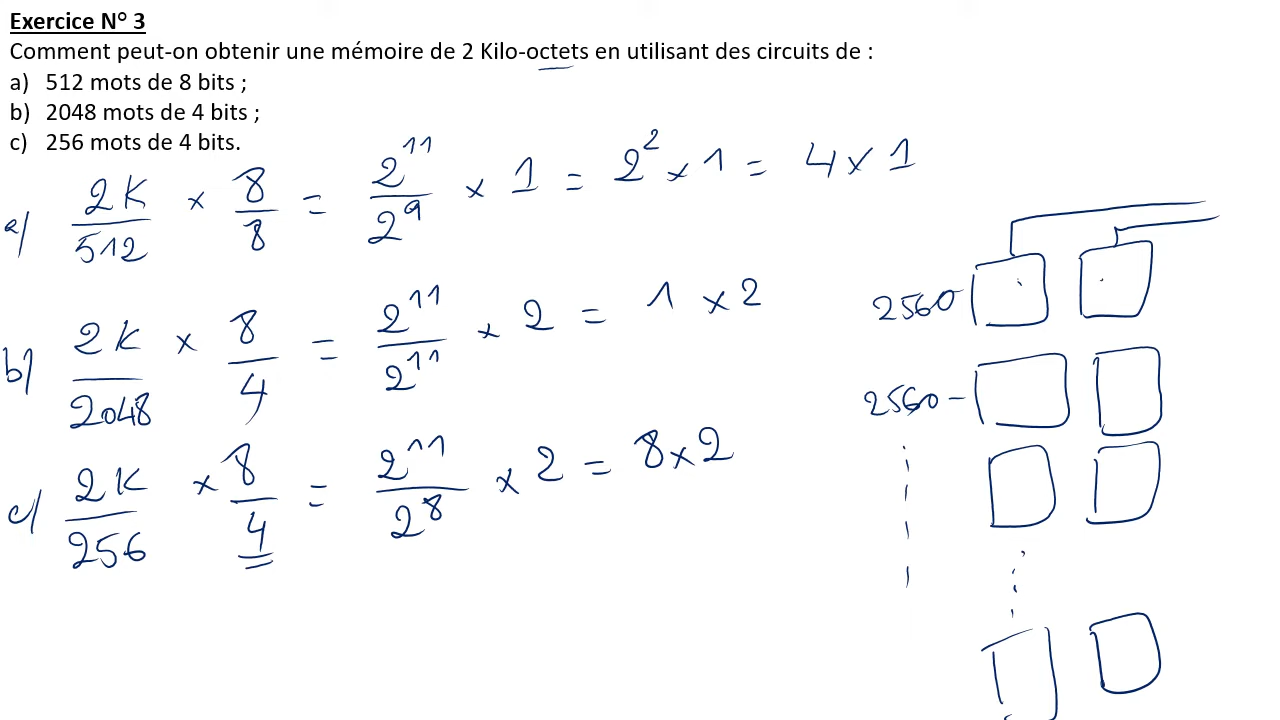 Exercice N° 3
Comment peut-on obtenir une mémoire de 2 Kilo-octets en utilisant des circuits de :
a) 512 mots de 8 bits ;
b) 2048 mots de 4 bits ;
c) 256 mots de 4 bits.
a/ 2K/512 × 8/8 = 2^11/2^9 × 1 = 2^2 × 1 = 4 × 1
b/ 2K/2048 × 8/4 = 2^11/2^11 × 2 = 1 × 2
c/ 2K/256 × 8/4 = 2^11/2^8 × 2 = 8 × 2
2560
2560